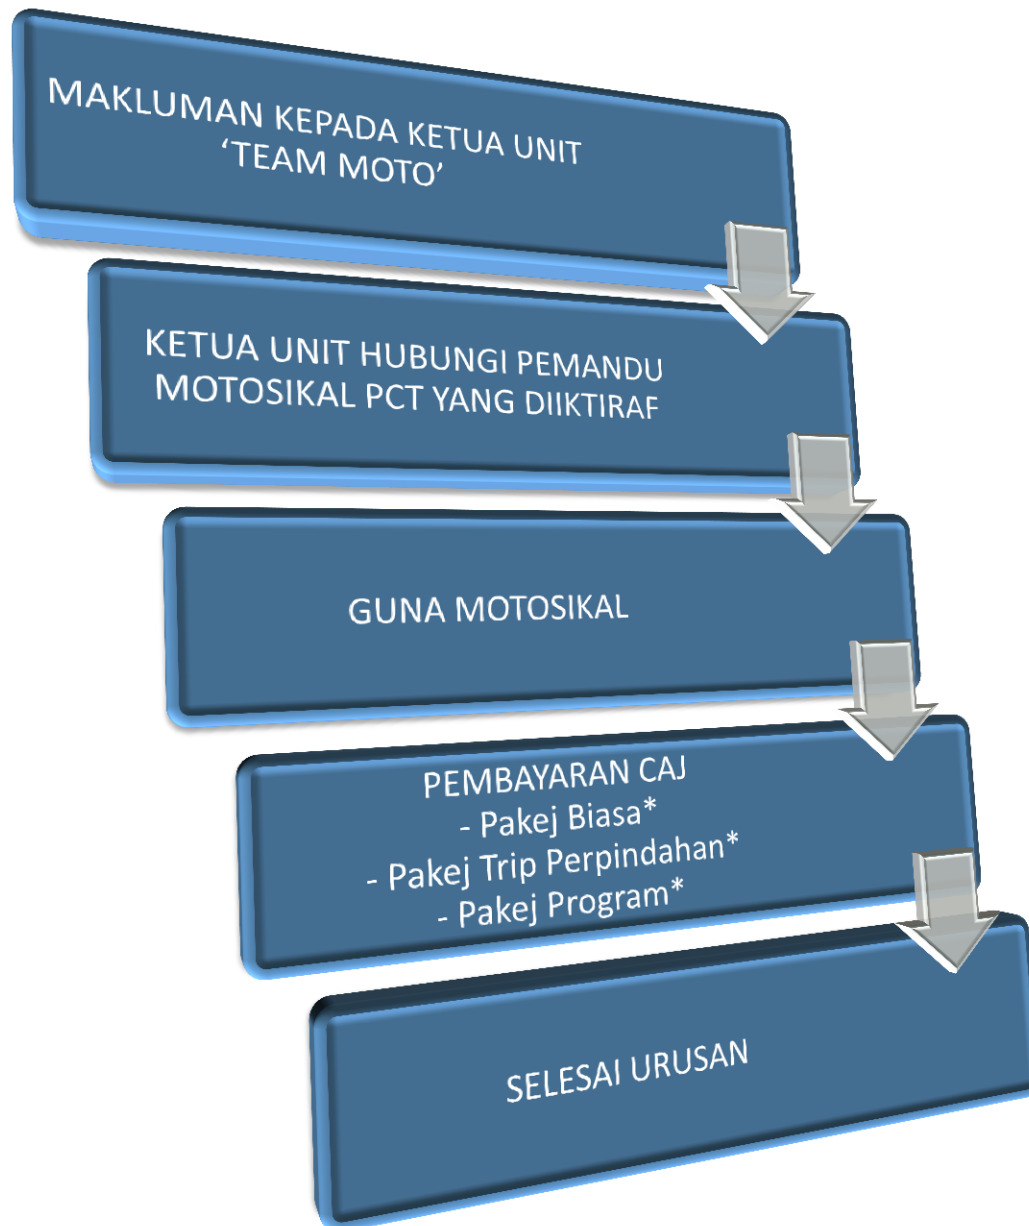 MAKLUMAN KEPADA KETUA UNIT
‘TEAM MOTO’
KETUA UNIT HUBUNGI PEMANDU
MOTOSIKAL PCT YANG DIIKTIRAF
GUNA MOTOSIKAL
PEMBAYARAN CAJ
- Pakej Biasa*
- Pakej Trip Perpindahan*
- Pakej Program*
SELESAI URUSAN